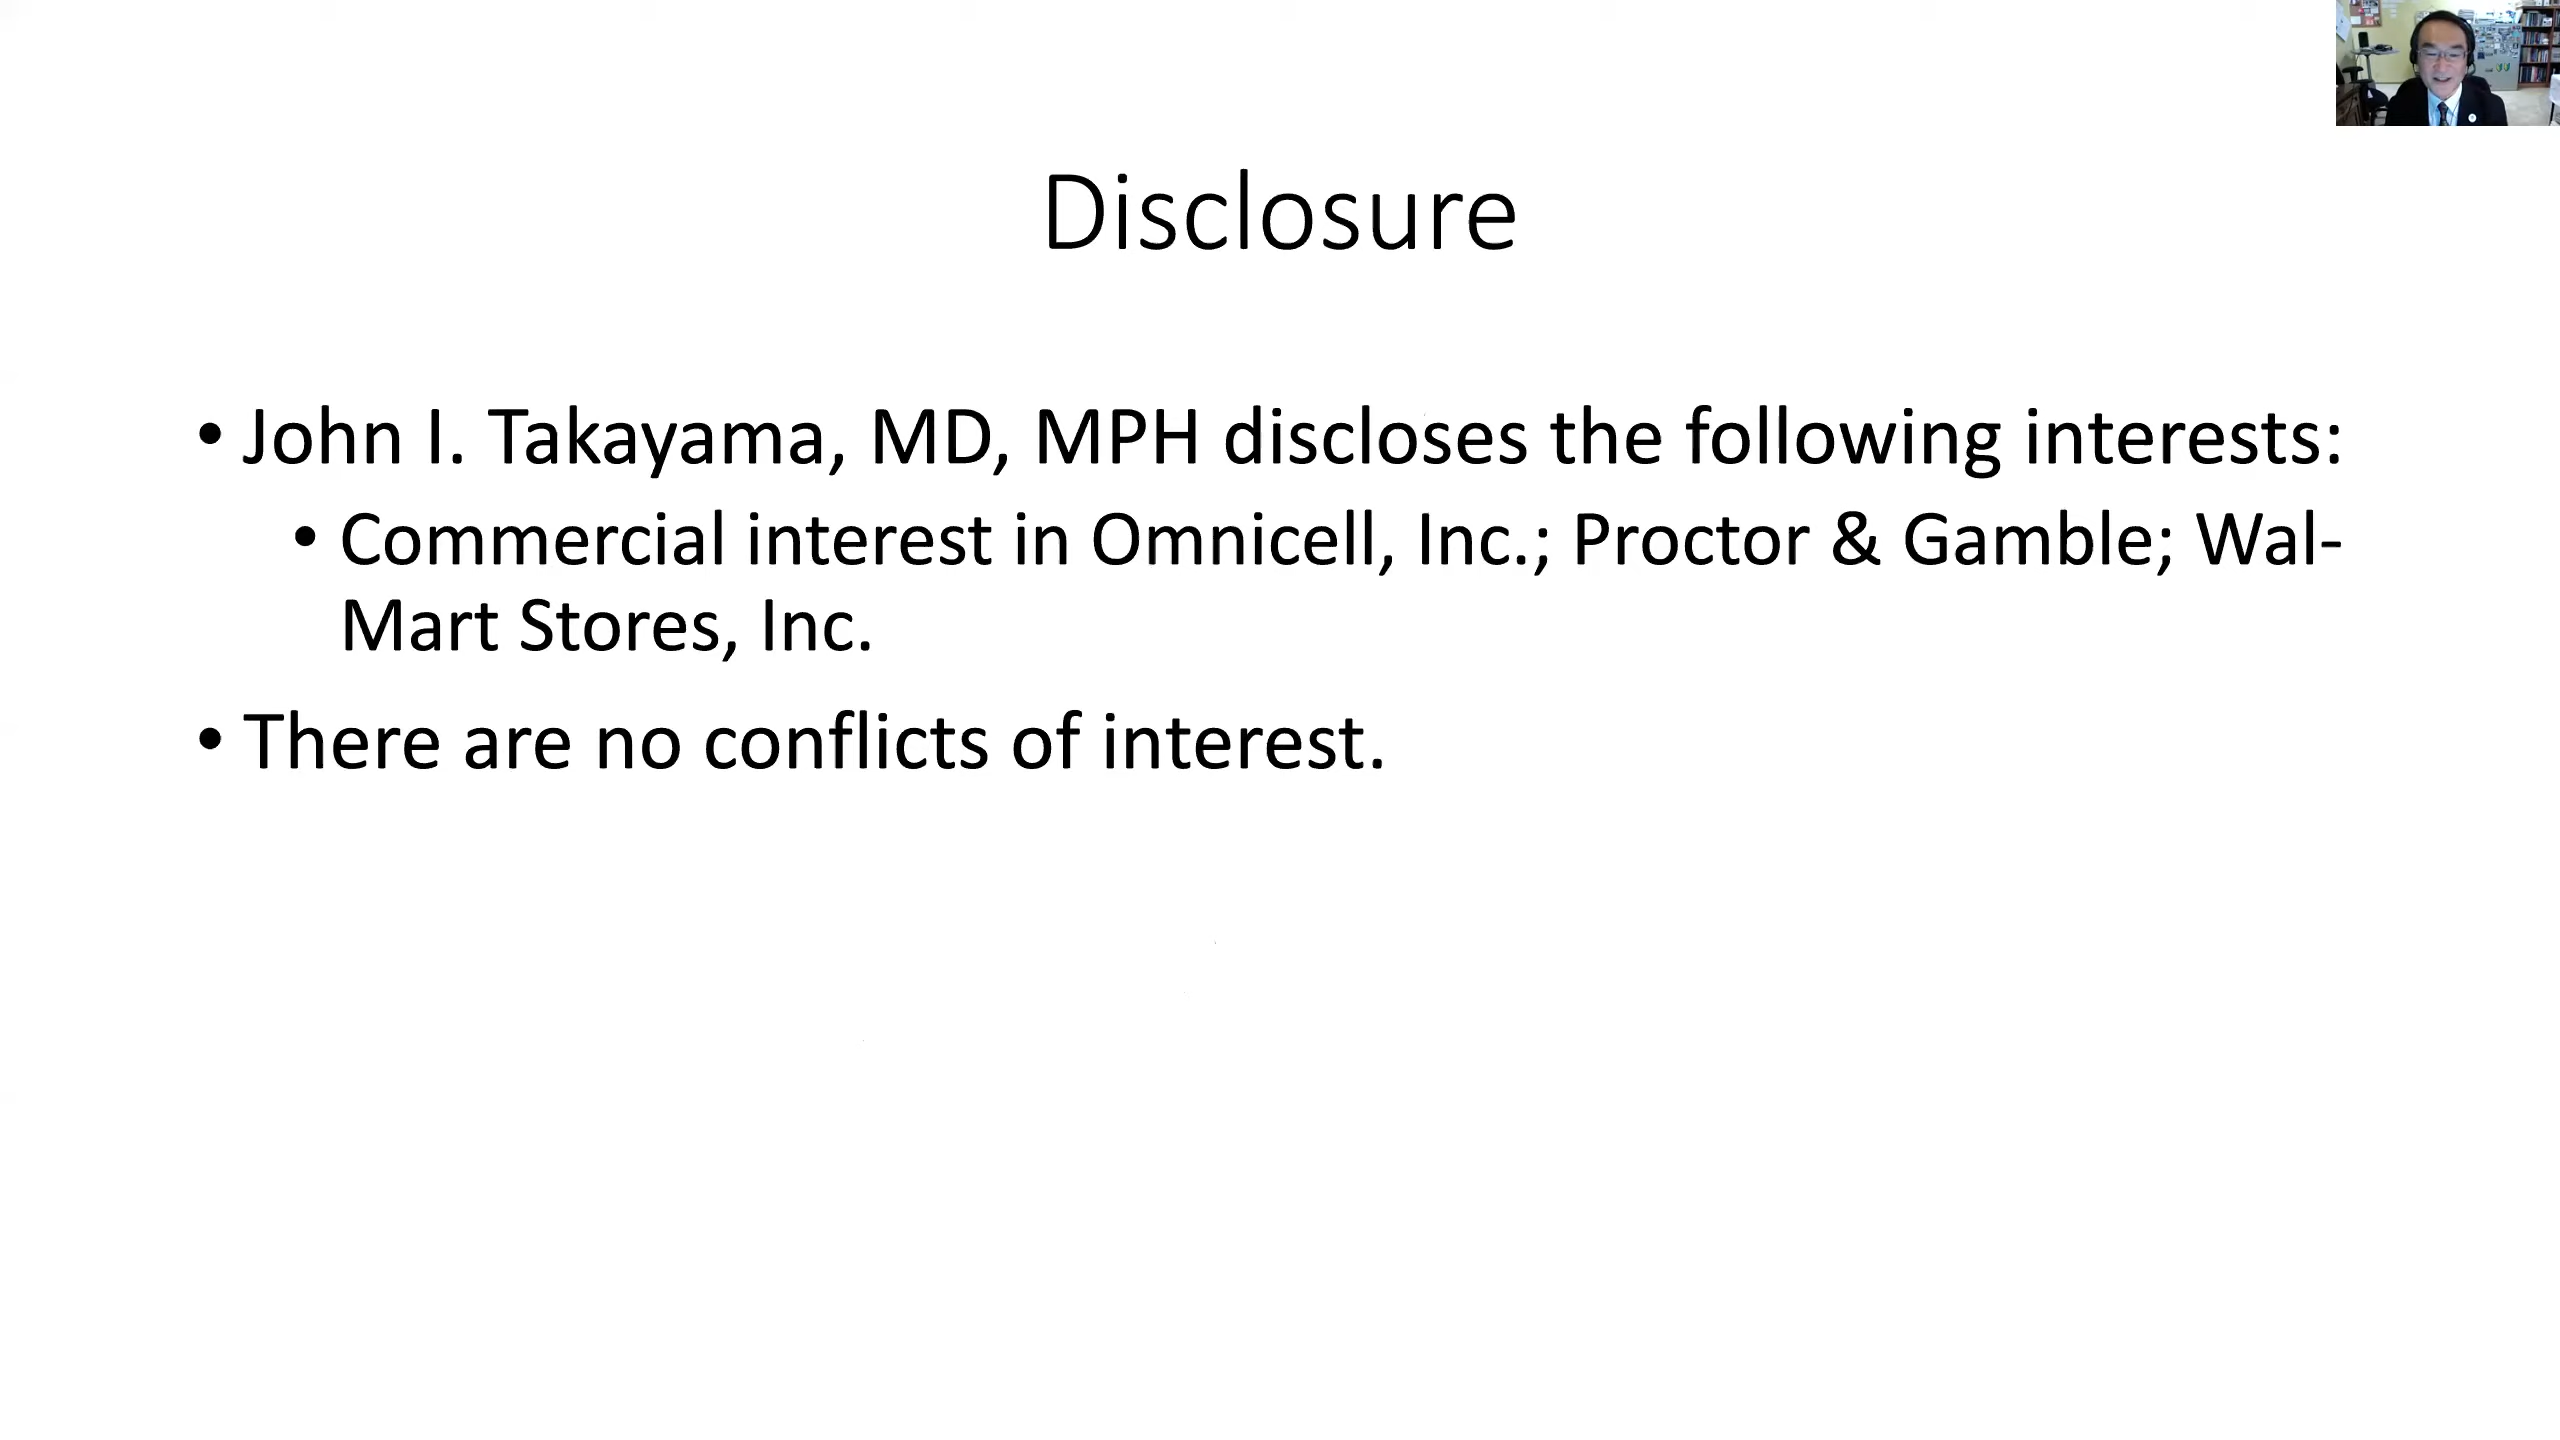 Disclosure
• John I. Takayama, MD, MPH discloses the following interests:
• Commercial interest in Omnicell, Inc.; Proctor & Gamble; Wal-
Mart Stores, Inc.
• There are no conflicts of interest.